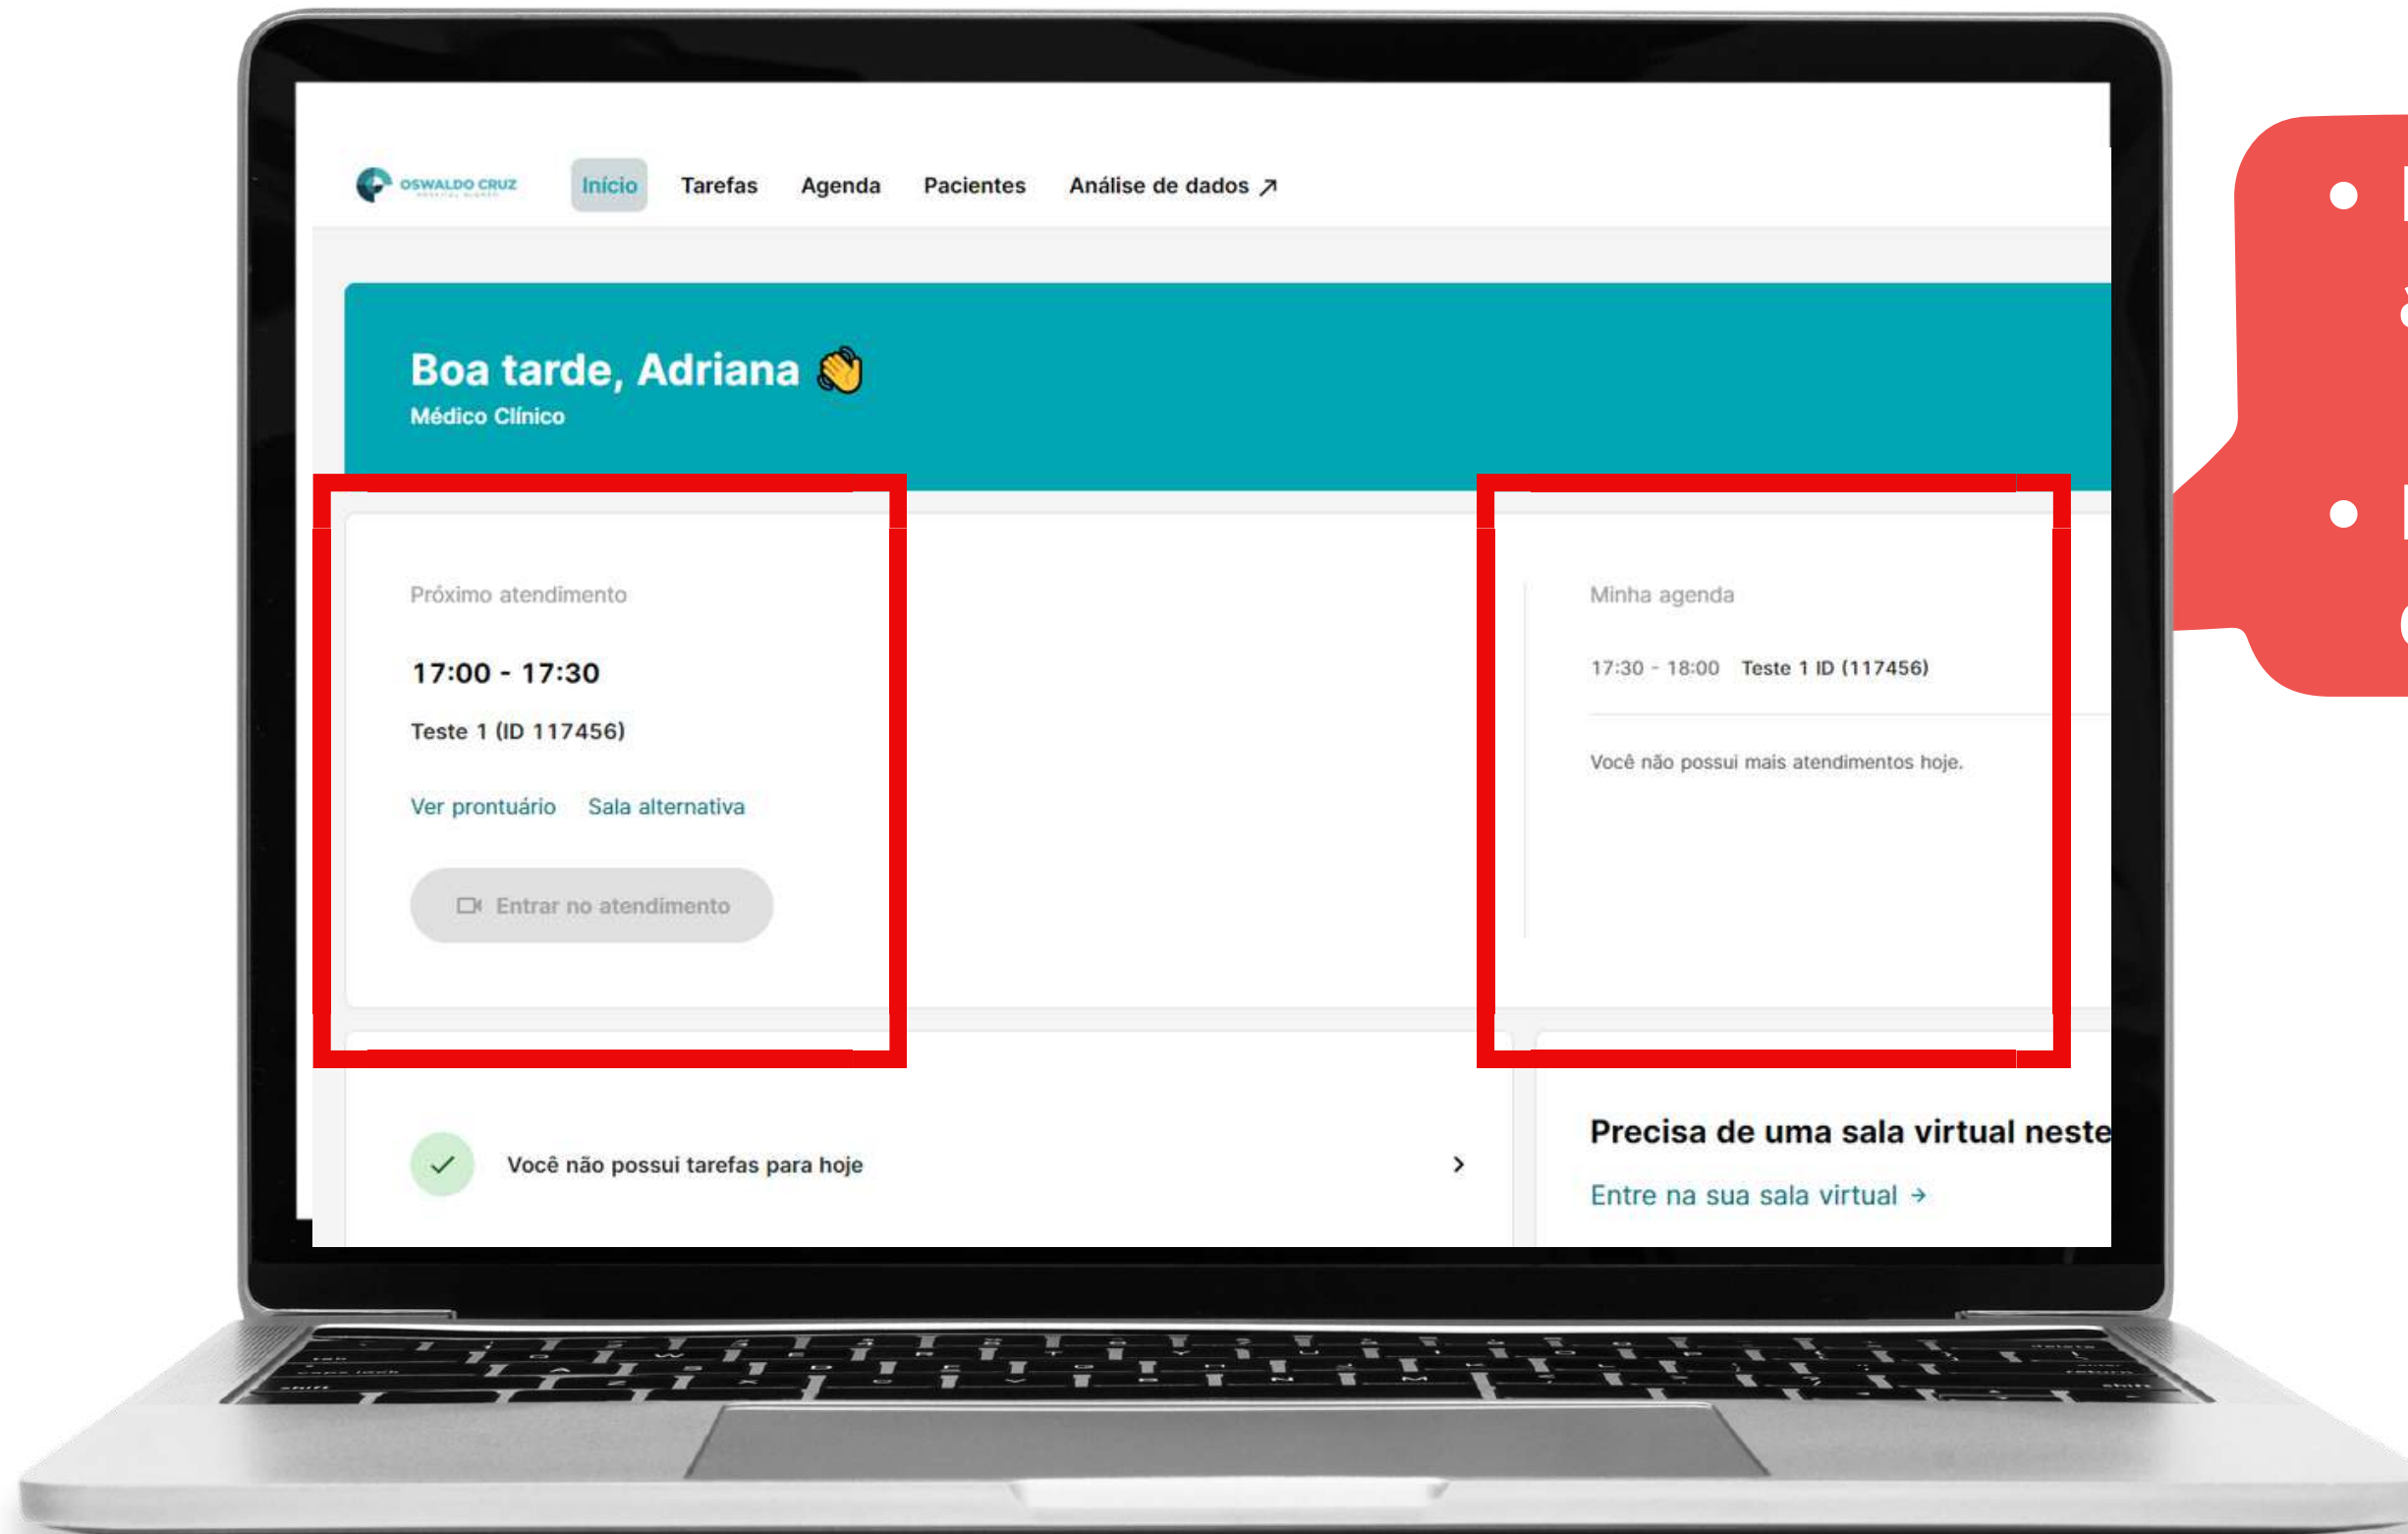 OSWALDO CRUZ
Início Tarefas Agenda Pacientes Análise de dados ↗
Boa tarde, Adriana 👋
Médico Clínico
Próximo atendimento
17:00 - 17:30
Teste 1 (ID 117456)
Ver prontuário Sala alternativa
Entrar no atendimento
Minha agenda
17:30 - 18:00 Teste 1 ID (117456)
Você não possui mais atendimentos hoje.
Você não possui tarefas para hoje
Precisa de uma sala virtual neste
Entre na sua sala virtual →